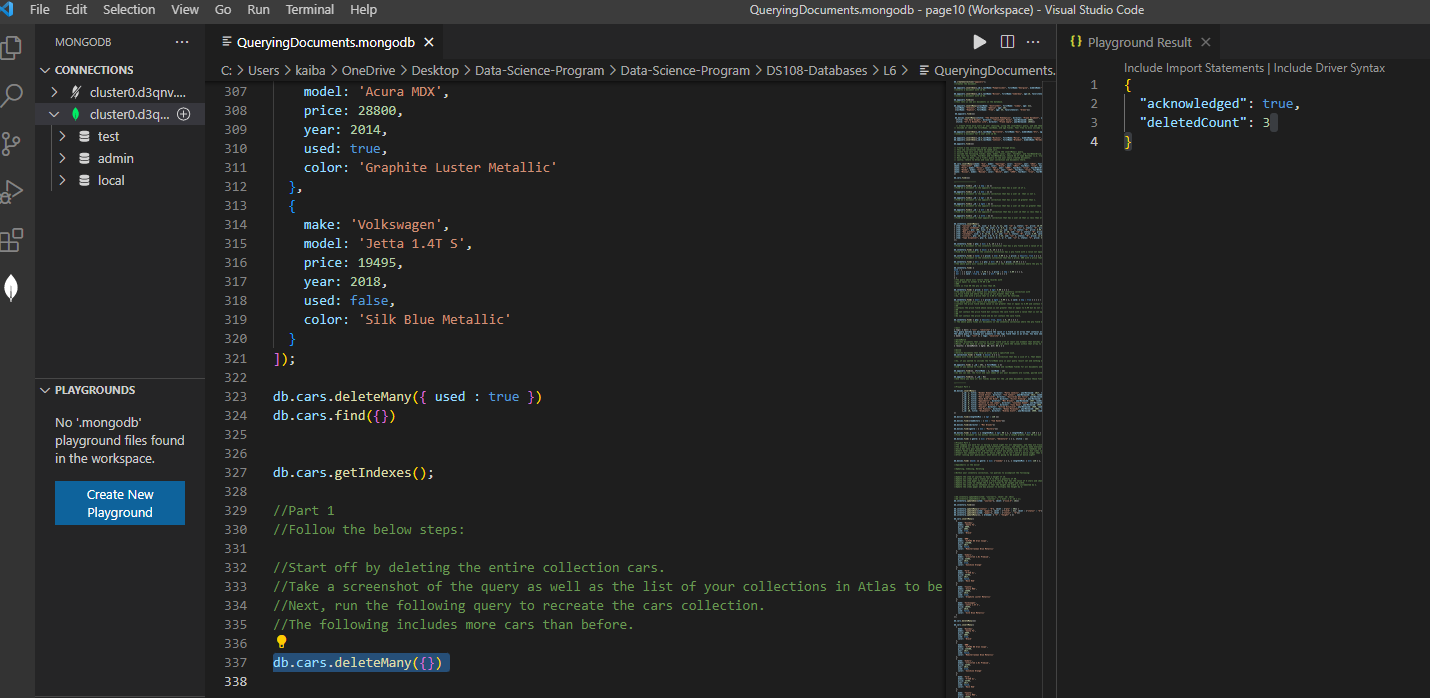 File Edit Selection View Go Run Terminal Help
QueryingDocuments.mongodb - page10 (Workspace) - Visual Studio Code
MONGODB ...
CONNECTIONS
cluster0.d3qnv....
cluster0.d3q...
test
admin
local
PLAYGROUNDS
No '.mongodb'
playground files found
in the workspace.
Create New
Playground
QueryingDocuments.mongodb
C: > Users > kaiba > OneDrive > Desktop > Data-Science-Program > Data-Science-Program > DS108-Databases > L6 > QueryingDocuments.
307 model: 'Acura MDX',
308 price: 28800,
309 year: 2014,
310 used: true,
311 color: 'Graphite Luster Metallic'
312 },
313 {
314 make: 'Volkswagen',
315 model: 'Jetta 1.4T S',
316 price: 19495,
317 year: 2018,
318 used: false,
319 color: 'Silk Blue Metallic'
320 }
321 ]);
322
323 db.cars.deleteMany({ used : true })
324 db.cars.find({})
325
326
327 db.cars.getIndexes();
328
329 //Part 1
330 //Follow the below steps:
331
332 //Start off by deleting the entire collection cars.
333 //Take a screenshot of the query as well as the list of your collections in Atlas to be
334 //Next, run the following query to recreate the cars collection.
335 //The following includes more cars than before.
336
337 db.cars.deleteMany({})
338
{} Playground Result
Include Import Statements | Include Driver Syntax
1 {
2 "acknowledged": true,
3 "deletedCount": 3
4 }